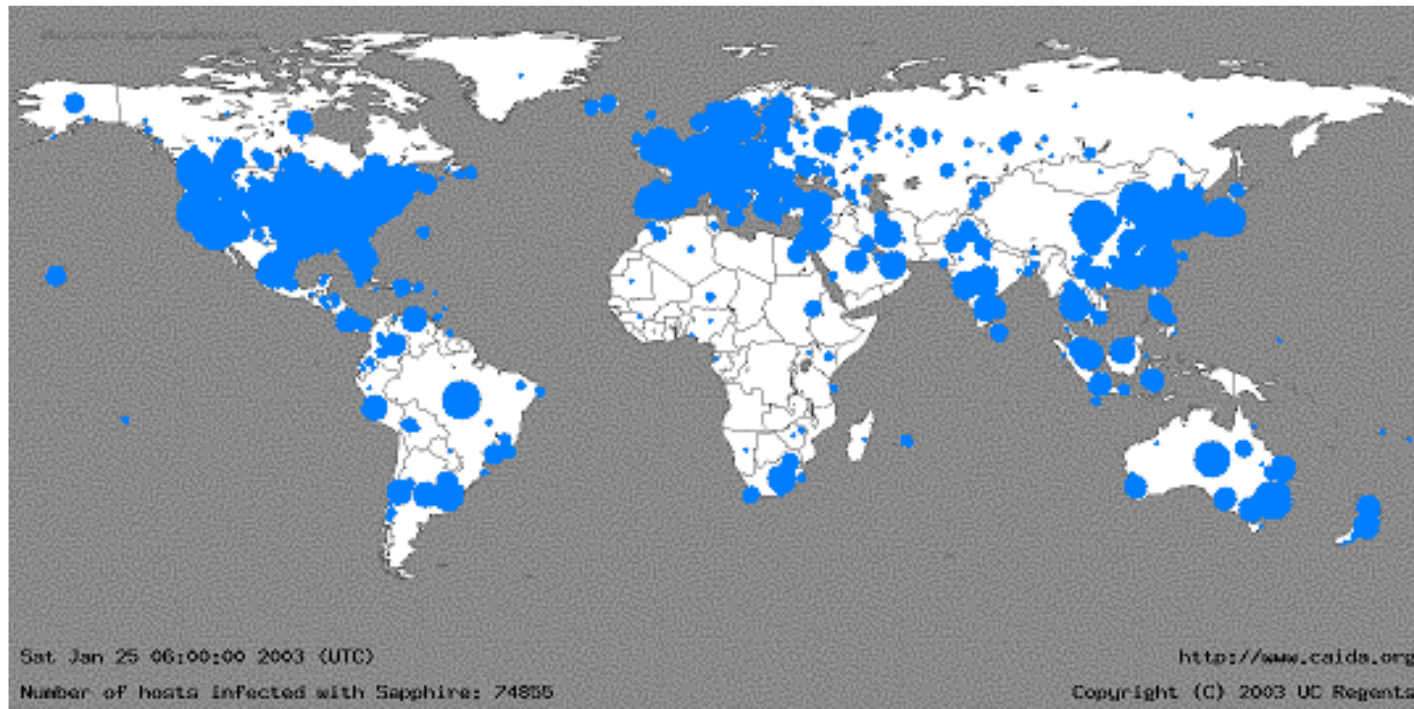 Sat Jan 25 06:00:00 2003 (UTC)
http://www.caida.org
Number of hosts infected with Sapphire: 74855
Copyright (C) 2003 UC Regents